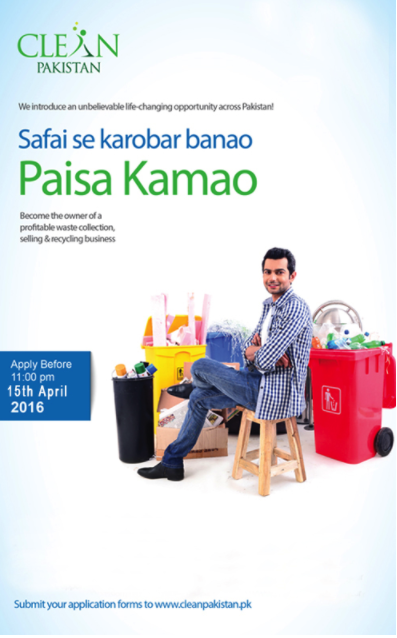 CLEAN
PAKISTAN
We introduce an unbelievable life-changing opportunity across Pakistan!
Safai se karobar banao
Paisa Kamao
Become the owner of a
profitable waste collection,
selling & recycling business
Apply Before
11:00 pm
15th April
2016
Submit your application forms to www.cleanpakistan.pk